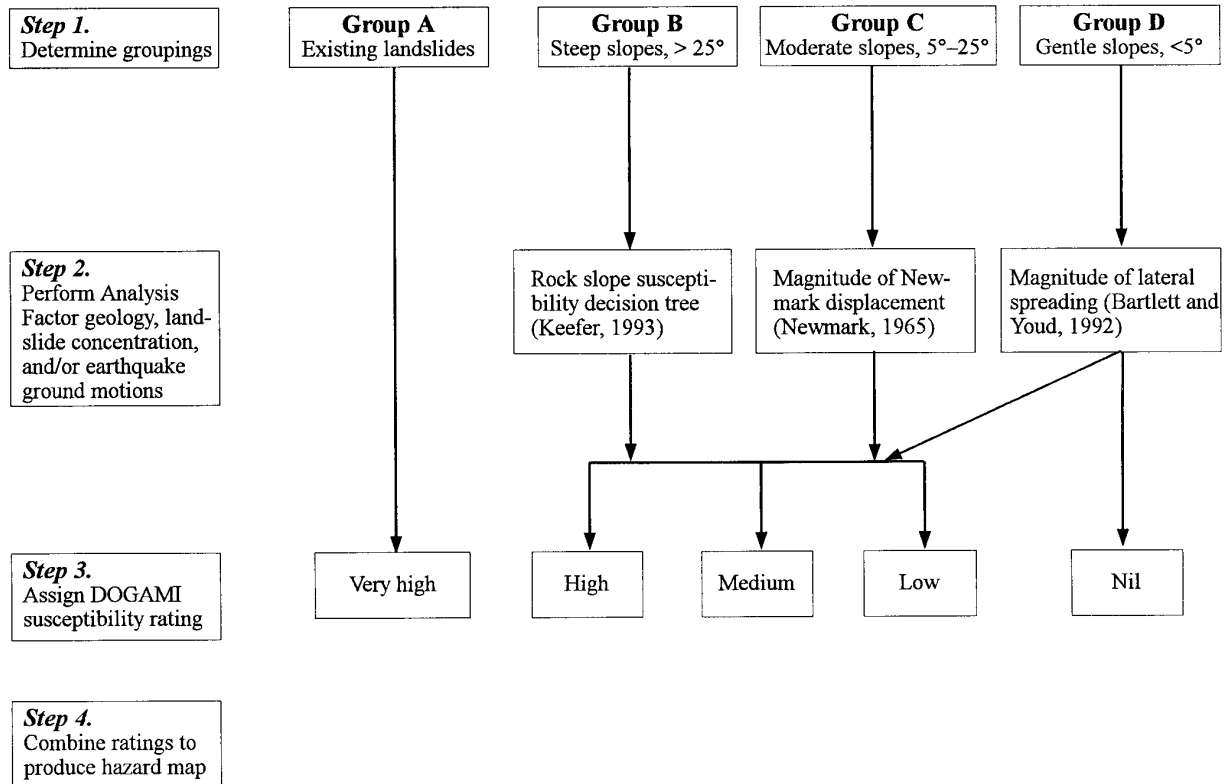 Step 1.
Determine groupings
Group A
Existing landslides
Group B
Steep slopes, > 25°
Group C
Moderate slopes, 5°–25°
Group D
Gentle slopes, <5°
Step 2.
Perform Analysis
Factor geology, land-
slide concentration,
and/or earthquake
ground motions
Rock slope suscepti-
bility decision tree
(Keefer, 1993)
Magnitude of New-
mark displacement
(Newmark, 1965)
Magnitude of lateral
spreading (Bartlett and
Youd, 1992)
Step 3.
Assign DOGAMI
susceptibility rating
Very high
High
Medium
Low
Nil
Step 4.
Combine ratings to
produce hazard map